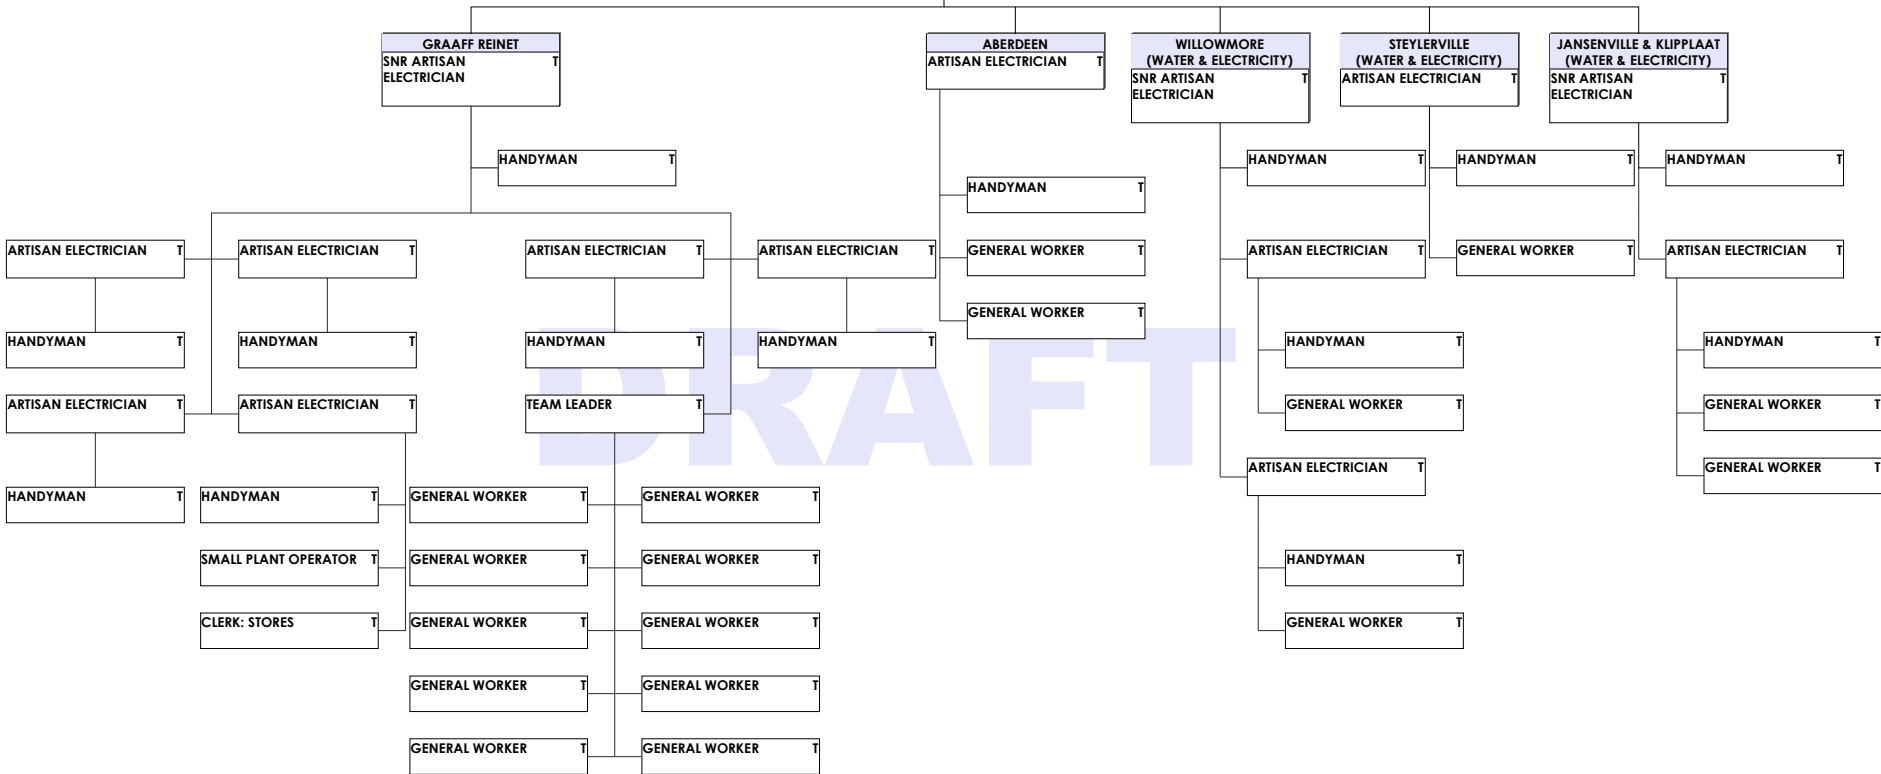 GRAAFF REINET
SNR ARTISAN T
ELECTRICIAN
ABERDEEN
ARTISAN ELECTRICIAN T
WILLOWMORE
(WATER & ELECTRICITY)
SNR ARTISAN T
ELECTRICIAN
STEYLERVILLE
(WATER & ELECTRICITY)
ARTISAN ELECTRICIAN T
JANSENVILLE & KLIPPLAAT
(WATER & ELECTRICITY)
SNR ARTISAN T
ELECTRICIAN
HANDYMAN T
HANDYMAN T
HANDYMAN T
HANDYMAN T
HANDYMAN T
ARTISAN ELECTRICIAN T
ARTISAN ELECTRICIAN T
ARTISAN ELECTRICIAN T
ARTISAN ELECTRICIAN T
GENERAL WORKER T
ARTISAN ELECTRICIAN T
GENERAL WORKER T
ARTISAN ELECTRICIAN T
GENERAL WORKER T
HANDYMAN T
HANDYMAN T
HANDYMAN T
HANDYMAN T
HANDYMAN T
HANDYMAN T
DRAFT
ARTISAN ELECTRICIAN T
ARTISAN ELECTRICIAN T
TEAM LEADER T
GENERAL WORKER T
GENERAL WORKER T
ARTISAN ELECTRICIAN T
GENERAL WORKER T
HANDYMAN T
HANDYMAN T
GENERAL WORKER T
GENERAL WORKER T
SMALL PLANT OPERATOR T
GENERAL WORKER T
GENERAL WORKER T
HANDYMAN T
CLERK: STORES T
GENERAL WORKER T
GENERAL WORKER T
GENERAL WORKER T
GENERAL WORKER T
GENERAL WORKER T
GENERAL WORKER T
GENERAL WORKER T